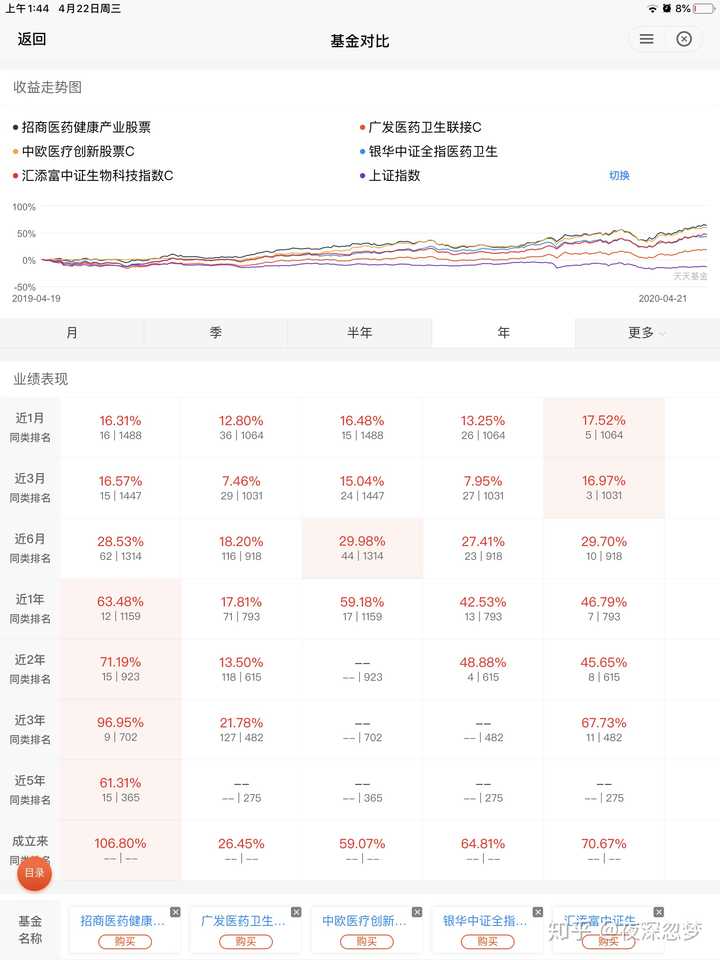 上午1:44 4月22日周三 8%
返回 基金对比
收益走势图
招商医药健康产业股票 广发医药卫生联接C
中欧医疗创新股票C 银华中证全指医药卫生
汇添富中证生物科技指数C 上证指数 切换
100%
50%
0%
-50%
天天基金
2019-04-19 2020-04-21
月 季 半年 年 更多
业绩表现
近1月 16.31% 12.80% 16.48% 13.25% 17.52%
同类排名 16 | 1488 36 | 1064 15 | 1488 26 | 1064 5 | 1064
近3月 16.57% 7.46% 15.04% 7.95% 16.97%
同类排名 15 | 1447 29 | 1031 24 | 1447 27 | 1031 3 | 1031
近6月 28.53% 18.20% 29.98% 27.41% 29.70%
同类排名 62 | 1314 116 | 918 44 | 1314 23 | 918 10 | 918
近1年 63.48% 17.81% 59.18% 42.53% 46.79%
同类排名 12 | 1159 71 | 793 17 | 1159 13 | 793 7 | 793
近2年 71.19% 13.50% -- 48.88% 45.65%
同类排名 15 | 923 118 | 615 -- | 923 4 | 615 8 | 615
近3年 96.95% 21.78% -- -- 67.73%
同类排名 9 | 702 127 | 482 -- | 702 -- | 482 11 | 482
近5年 61.31% -- -- -- --
同类排名 15 | 365 -- | 275 -- | 365 -- | 275 -- | 275
成立来 106.80% 26.45% 59.07% 64.81% 70.67%
同类排名 -- | -- -- | -- -- | -- -- | -- -- | --
目录
基金名称 招商医药健康... 广发医药卫生... 中欧医疗创新... 银华中证全指... 汇添富中证生...
购买 购买 购买 购买 购买
知乎 @夜深忽梦